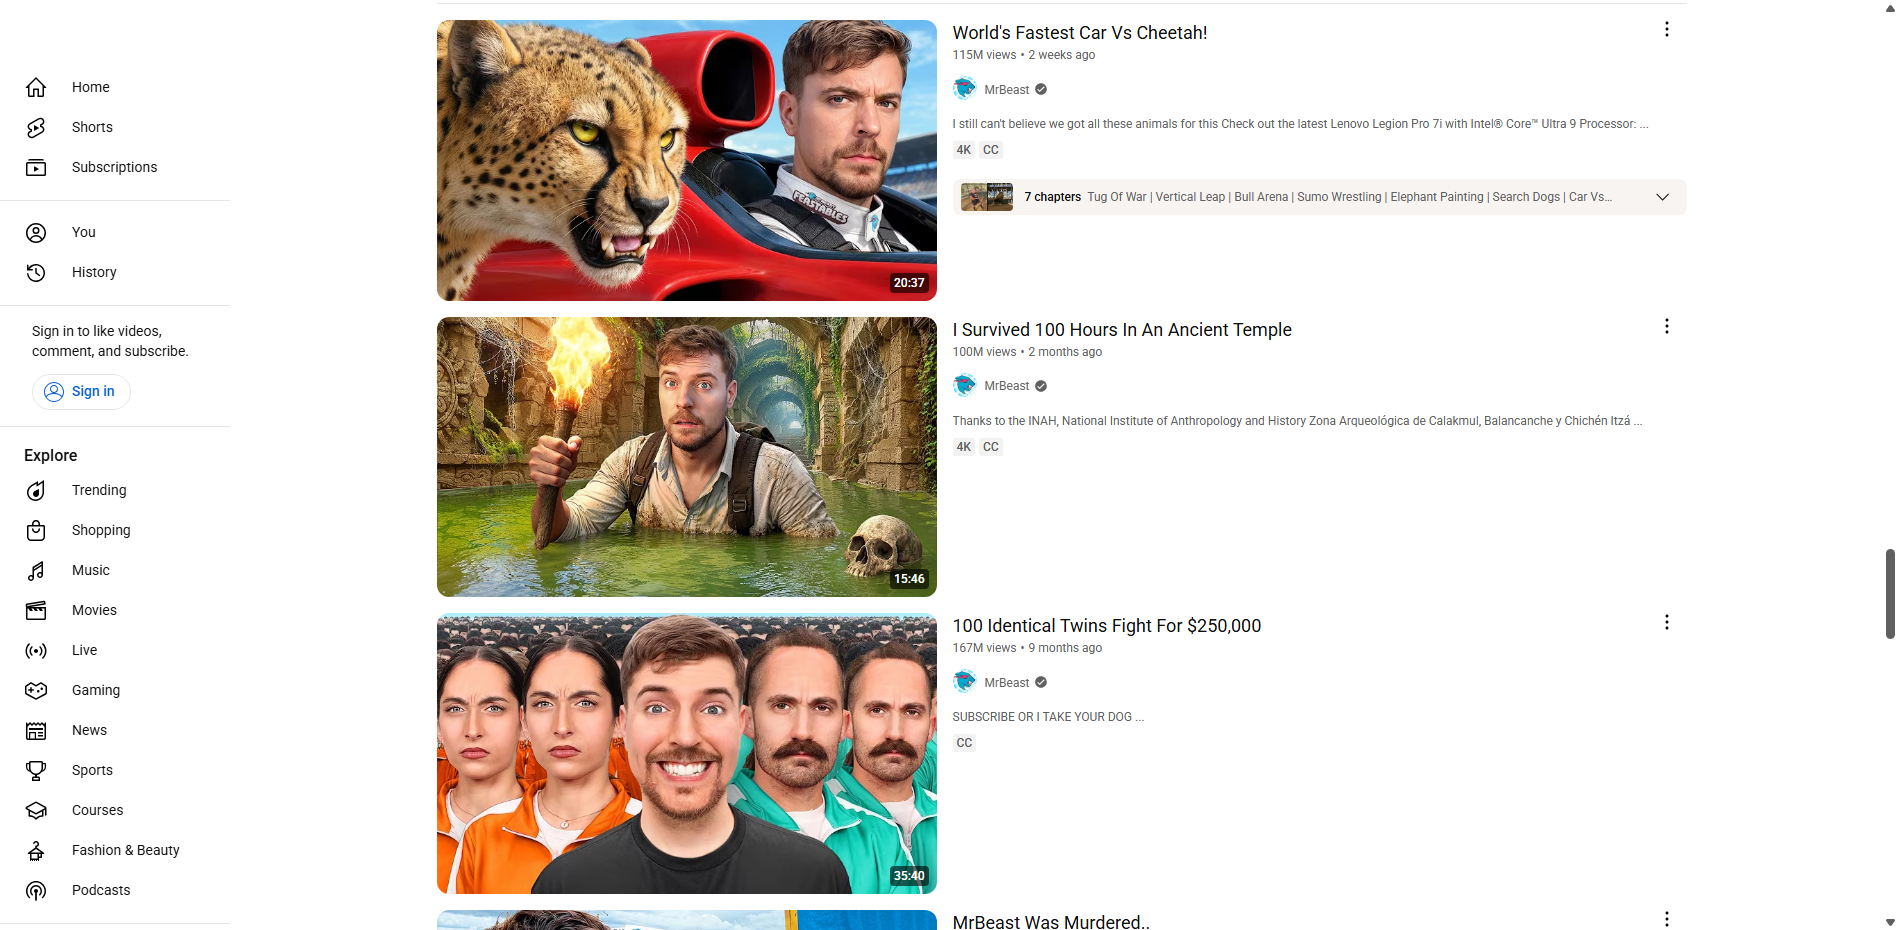 Home
Shorts
Subscriptions
You
History
Sign in to like videos,
comment, and subscribe.
Sign in
Explore
Trending
Shopping
Music
Movies
Live
Gaming
News
Sports
Courses
Fashion & Beauty
Podcasts
FEASTABLES
20:37
World's Fastest Car Vs Cheetah!
115M views • 2 weeks ago
MrBeast
I still can't believe we got all these animals for this Check out the latest Lenovo Legion Pro 7i with Intel® Core™ Ultra 9 Processor: ...
4K CC
7 chapters Tug Of War | Vertical Leap | Bull Arena | Sumo Wrestling | Elephant Painting | Search Dogs | Car Vs...
15:46
I Survived 100 Hours In An Ancient Temple
100M views • 2 months ago
MrBeast
Thanks to the INAH, National Institute of Anthropology and History Zona Arqueológica de Calakmul, Balancanche y Chichén Itzá ...
4K CC
35:40
100 Identical Twins Fight For $250,000
167M views • 9 months ago
MrBeast
SUBSCRIBE OR I TAKE YOUR DOG ...
CC
MrBeast Was Murdered..